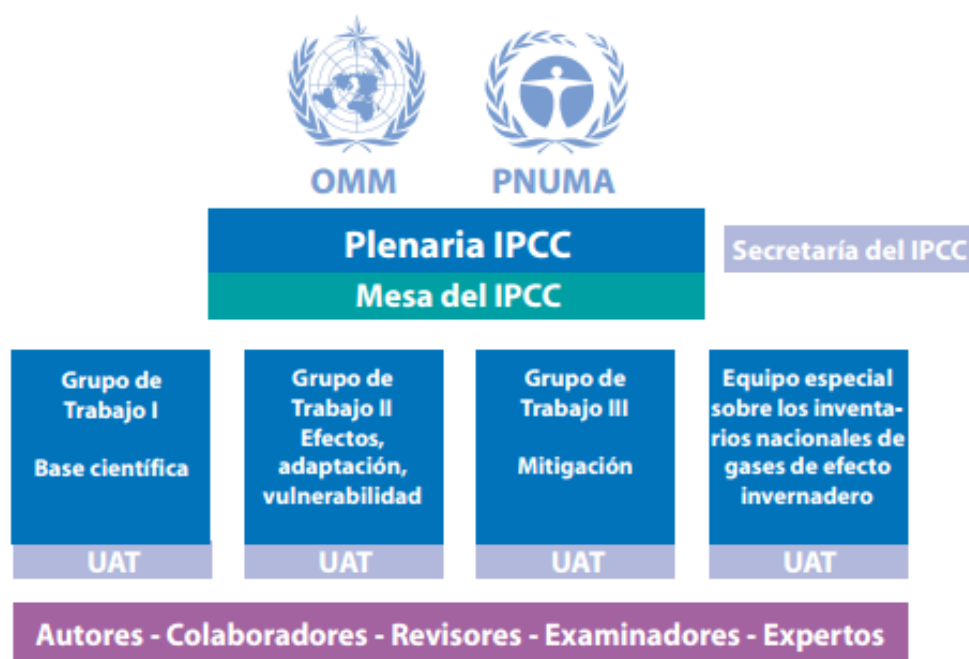 OMM
PNUMA
Plenaria IPCC
Secretaría del IPCC
Mesa del IPCC
Grupo de
Trabajo I
Base científica
UAT
Grupo de
Trabajo II
Efectos,
adaptación,
vulnerabilidad
UAT
Grupo de
Trabajo III
Mitigación
UAT
Equipo especial
sobre los inventa-
rios nacionales de
gases de efecto
invernadero
UAT
Autores - Colaboradores - Revisores - Examinadores - Expertos